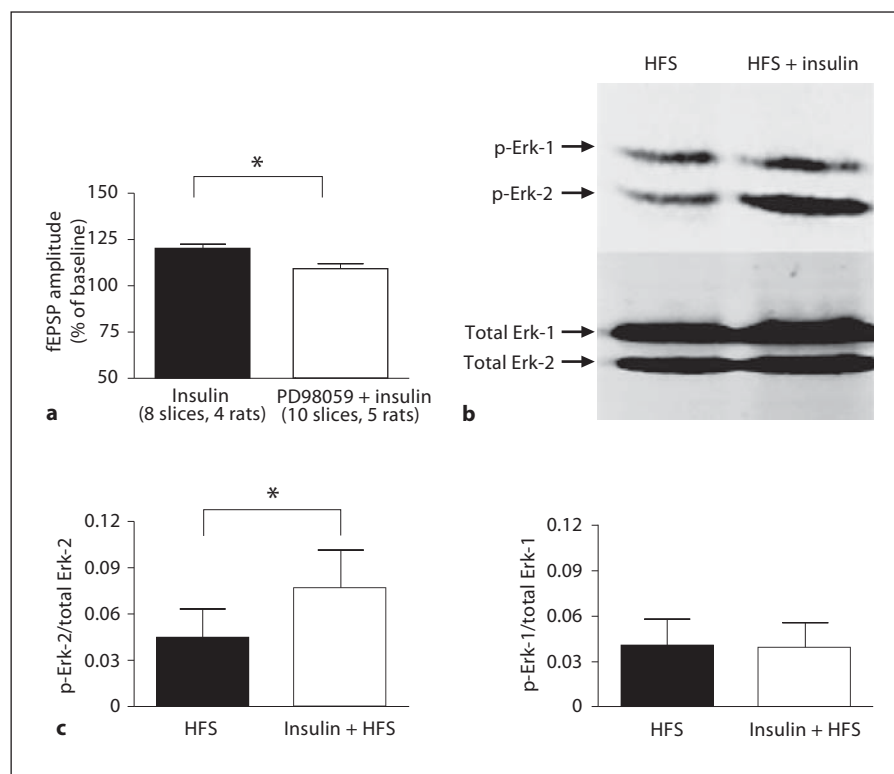 *
150
125
100
75
50
fEPSP amplitude
(% of baseline)
Insulin
(8 slices, 4 rats)
PD98059 + insulin
(10 slices, 5 rats)
a
HFS
HFS + insulin
p-Erk-1
p-Erk-2
Total Erk-1
Total Erk-2
b
*
0.12
0.09
0.06
0.03
0
p-Erk-2/total Erk-2
HFS
Insulin + HFS
c
0.12
0.09
0.06
0.03
0
p-Erk-1/total Erk-1
HFS
Insulin + HFS